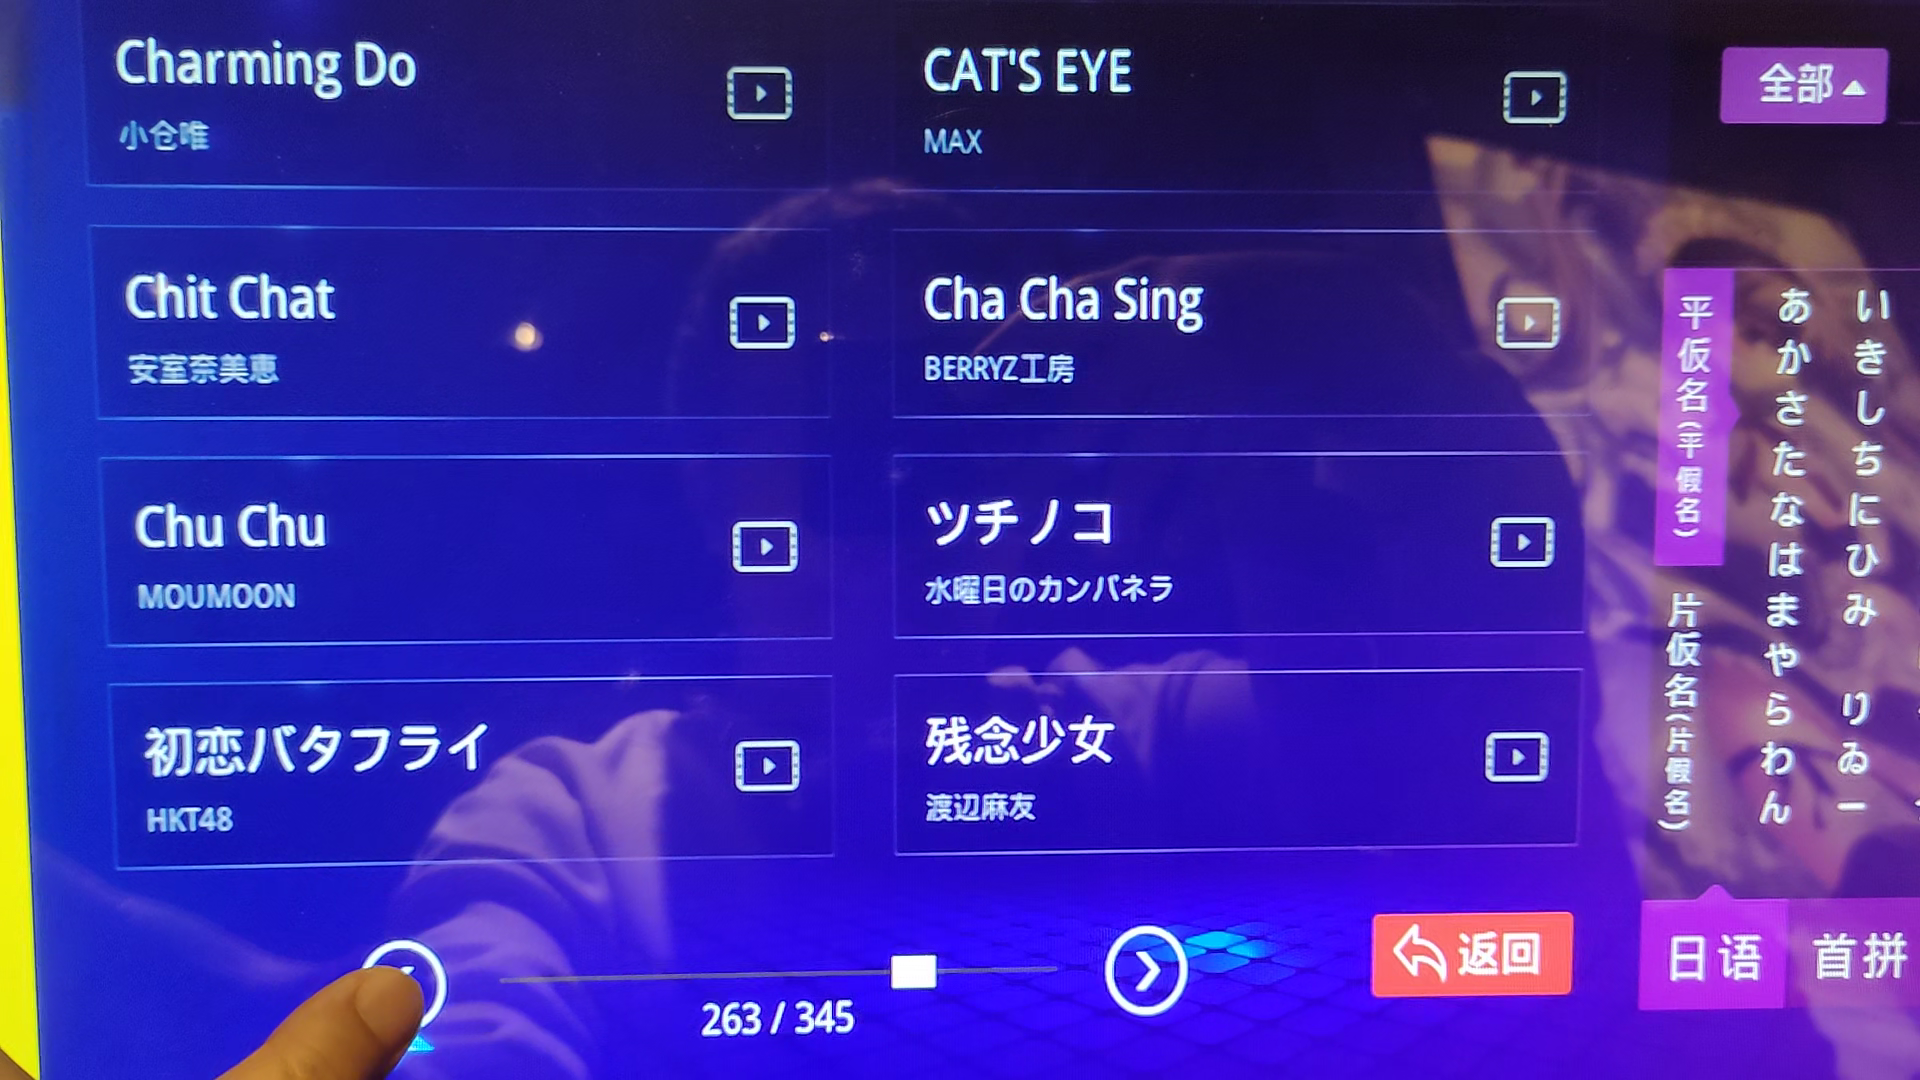 Charming Do
小仓唯
CAT'S EYE
MAX
Chit Chat
安室奈美恵
Cha Cha Sing
BERRYZ工房
Chu Chu
MOUMOON
ツチノコ
水曜日のカンパネラ
初恋バタフライ
HKT48
残念少女
渡辺麻友
263 / 345
返回
全部
平仮名(平假名)
片仮名(片假名)
あかさたなはまやらわん
いきしちにひみ りゐー
日语
首拼